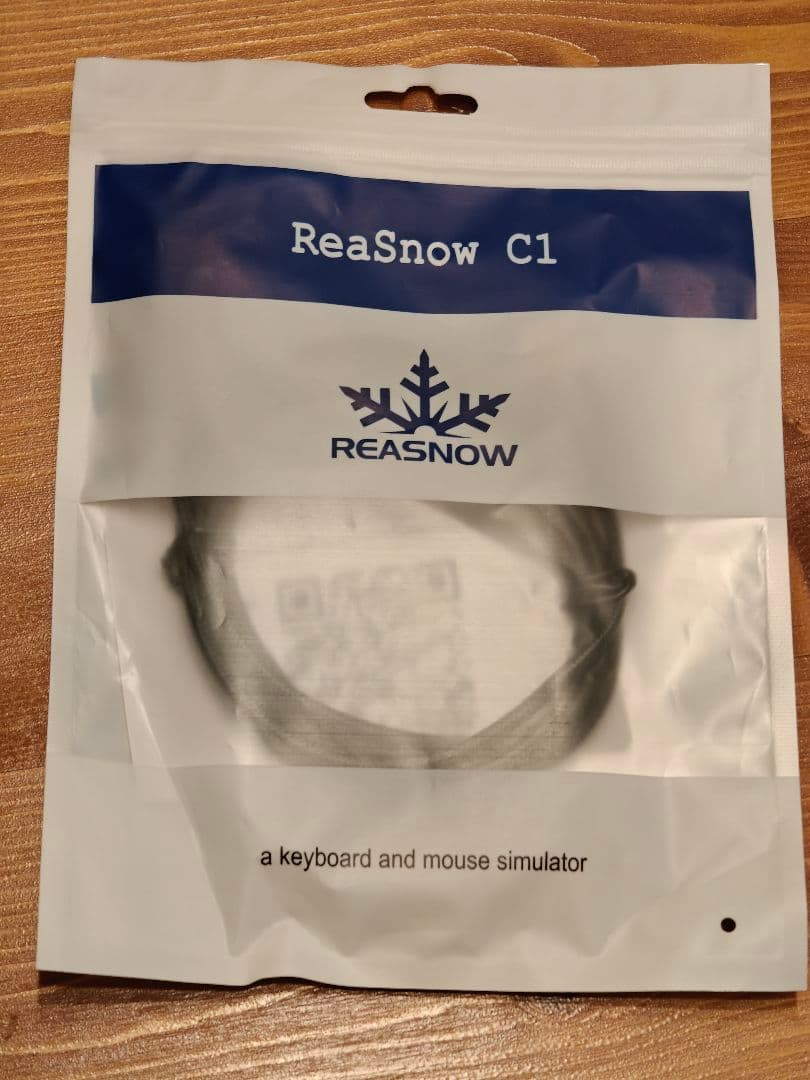 ReaSnow C1
REASNOW
a keyboard and mouse simulator